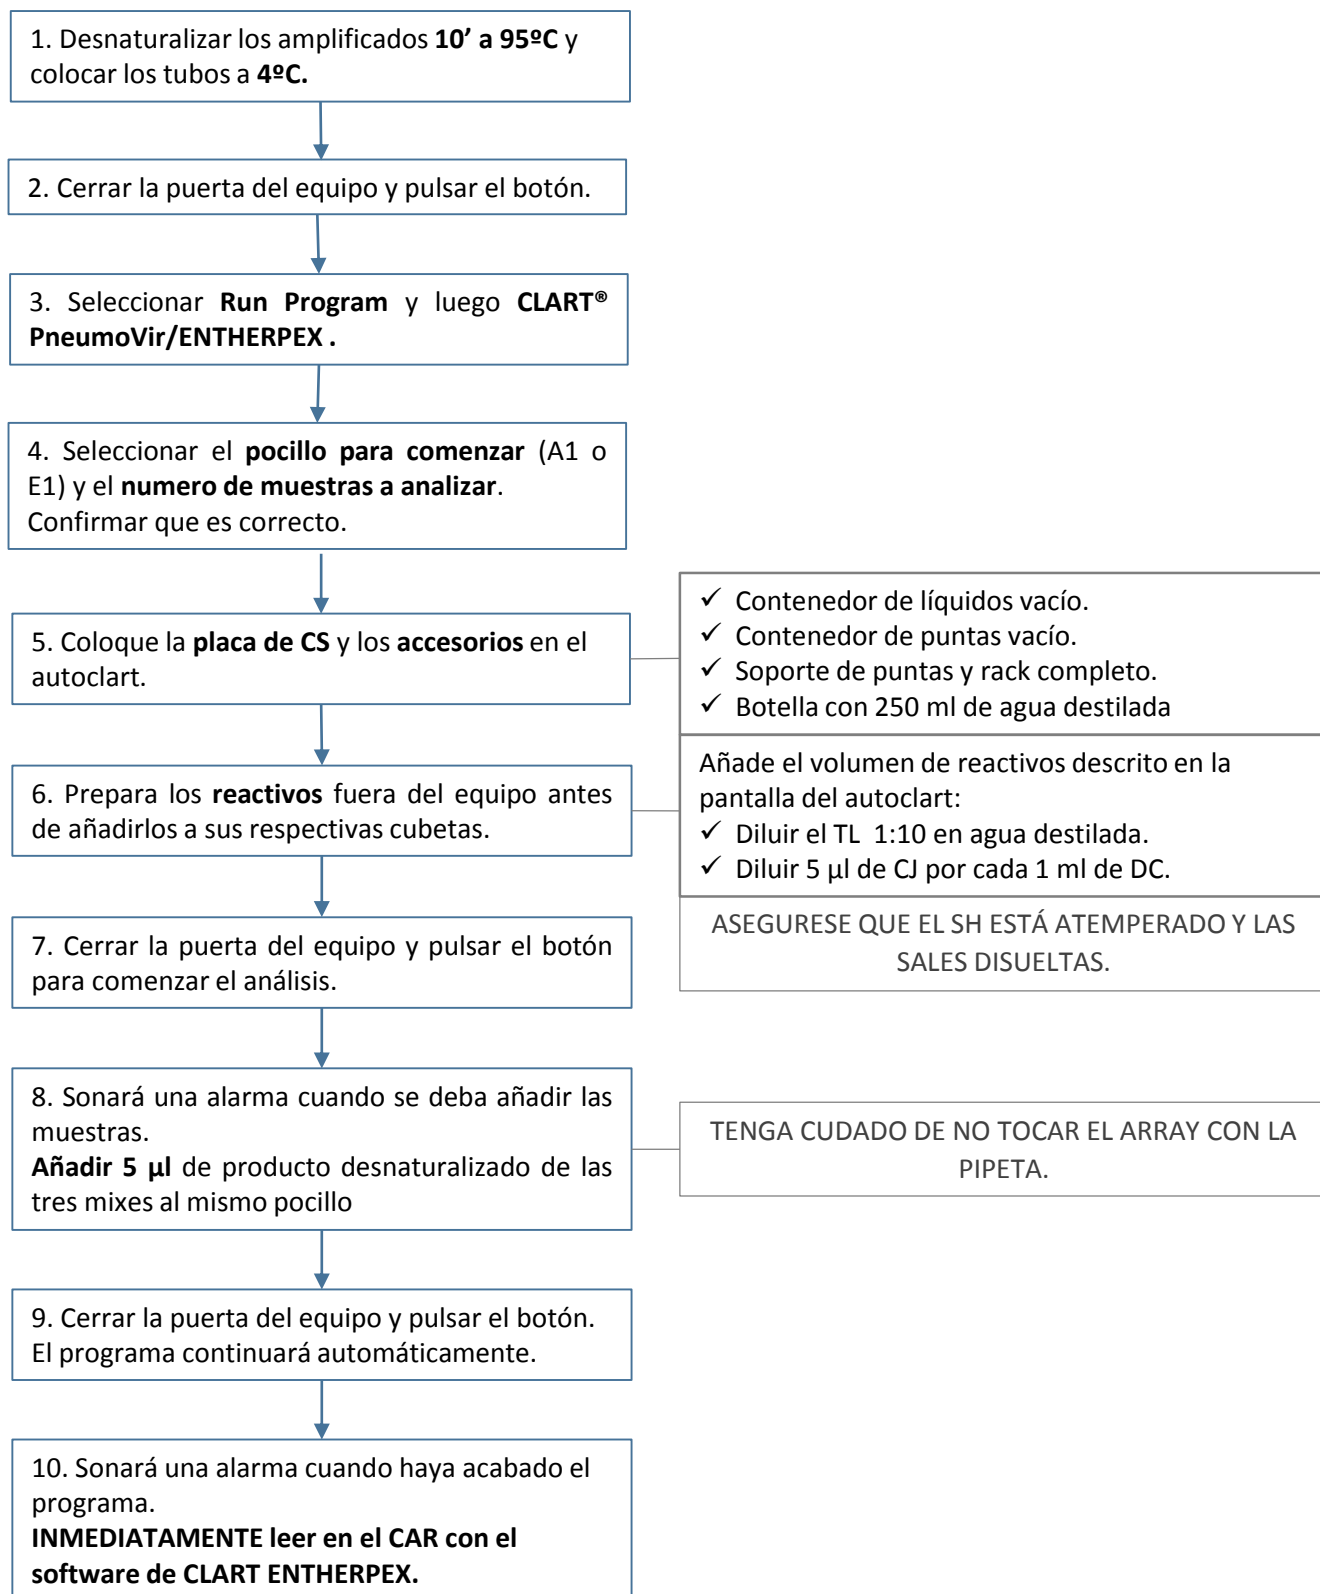 1. Desnaturalizar los amplificados 10’ a 95ºC y
colocar los tubos a 4ºC.
2. Cerrar la puerta del equipo y pulsar el botón.
3. Seleccionar Run Program y luego CLART®
PneumoVir/ENTHERPEX .
4. Seleccionar el pocillo para comenzar (A1 o
E1) y el numero de muestras a analizar.
Confirmar que es correcto.
5. Coloque la placa de CS y los accesorios en el
autoclart.
✓ Contenedor de líquidos vacío.
✓ Contenedor de puntas vacío.
✓ Soporte de puntas y rack completo.
✓ Botella con 250 ml de agua destilada
6. Prepara los reactivos fuera del equipo antes
de añadirlos a sus respectivas cubetas.
Añade el volumen de reactivos descrito en la
pantalla del autoclart:
✓ Diluir el TL 1:10 en agua destilada.
✓ Diluir 5 µl de CJ por cada 1 ml de DC.
ASEGURESE QUE EL SH ESTÁ ATEMPERADO Y LAS
SALES DISUELTAS.
7. Cerrar la puerta del equipo y pulsar el botón
para comenzar el análisis.
8. Sonará una alarma cuando se deba añadir las
muestras.
Añadir 5 µl de producto desnaturalizado de las
tres mixes al mismo pocillo
TENGA CUDADO DE NO TOCAR EL ARRAY CON LA
PIPETA.
9. Cerrar la puerta del equipo y pulsar el botón.
El programa continuará automáticamente.
10. Sonará una alarma cuando haya acabado el
programa.
INMEDIATAMENTE leer en el CAR con el
software de CLART ENTHERPEX.